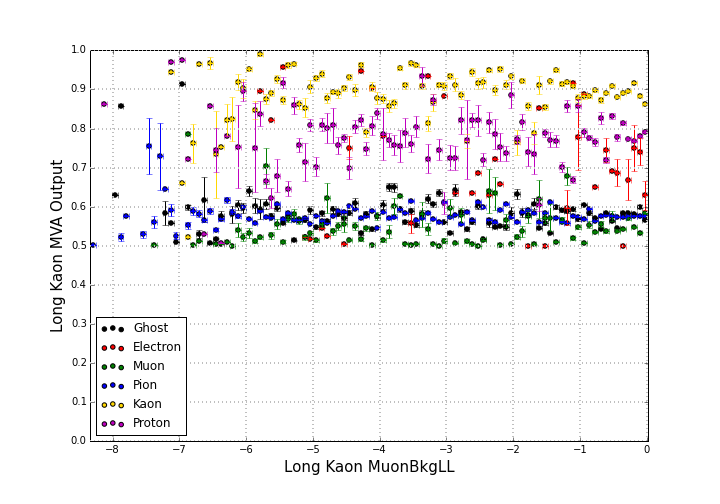 1.0
0.9
0.8
0.7
0.6
0.5
0.4
0.3
0.2
0.1
0.0
Long Kaon MVA Output
Ghost
Electron
Muon
Pion
Kaon
Proton
−8 −7 −6 −5 −4 −3 −2 −1 0
Long Kaon MuonBkgLL